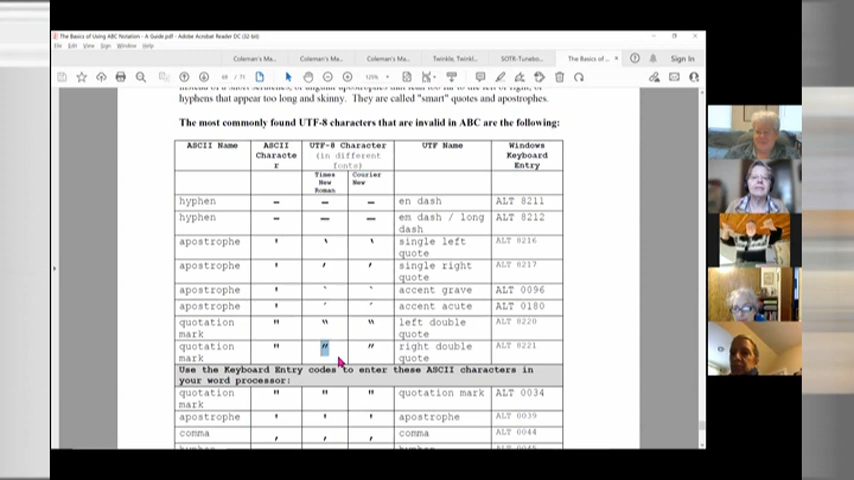 The Basics of Using ABC Notation - A Guide.pdf - Adobe Acrobat Reader DC (32-bit)
File Edit View Sign Window Help
Coleman's Ma... Coleman's Ma... Coleman's Ma... Twinkle, Twinkl... SOTR-Tunebo... The Basics of ... × Sign In
/ 71 125%
hyphens that appear too long and skinny. They are called "smart" quotes and apostrophes.
The most commonly found UTF-8 characters that are invalid in ABC are the following:
ASCII Name ASCII Character UTF-8 Character (in different fonts) UTF Name Windows Keyboard Entry
Times New Roman Courier New
hyphen - – – en dash ALT 8211
hyphen - — — em dash / long dash ALT 8212
apostrophe ' ‘ ‘ single left quote ALT 8216
apostrophe ' ’ ’ single right quote ALT 8217
apostrophe ' ` ` accent grave ALT 0096
apostrophe ' ´ ´ accent acute ALT 0180
quotation mark " “ “ left double quote ALT 8220
quotation mark " ” ” right double quote ALT 8221
Use the Keyboard Entry codes to enter these ASCII characters in
your word processor:
quotation mark " " " quotation mark ALT 0034
apostrophe ' ' ' apostrophe ALT 0039
comma , , , comma ALT 0044